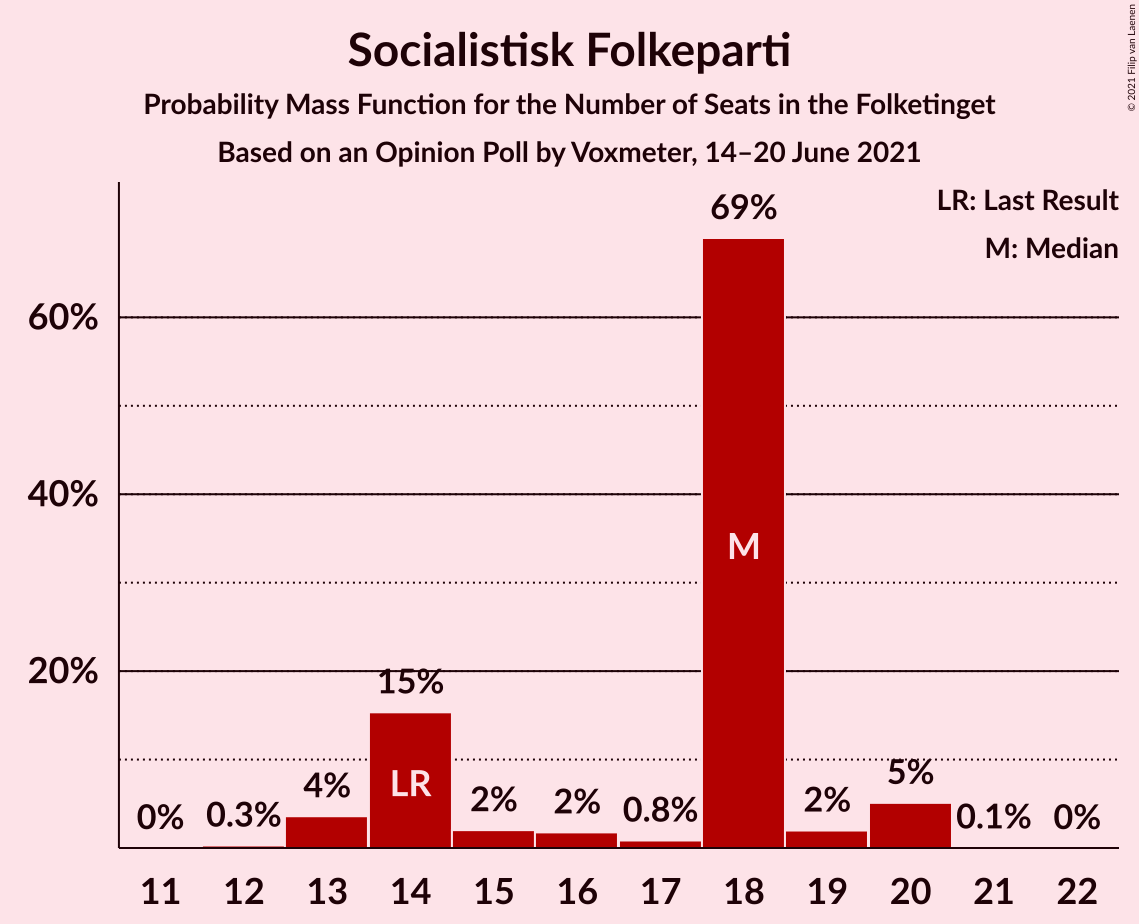 Socialistisk Folkeparti
Probability Mass Function for the Number of Seats in the Folketinget
Based on an Opinion Poll by Voxmeter, 14–20 June 2021
© 2021 Filip van Laenen
LR: Last Result
M: Median
60%
40%
20%
0%
0.3%
4%
15%
2%
2%
0.8%
69%
2%
5%
0.1%
0%
LR
M
11 12 13 14 15 16 17 18 19 20 21 22